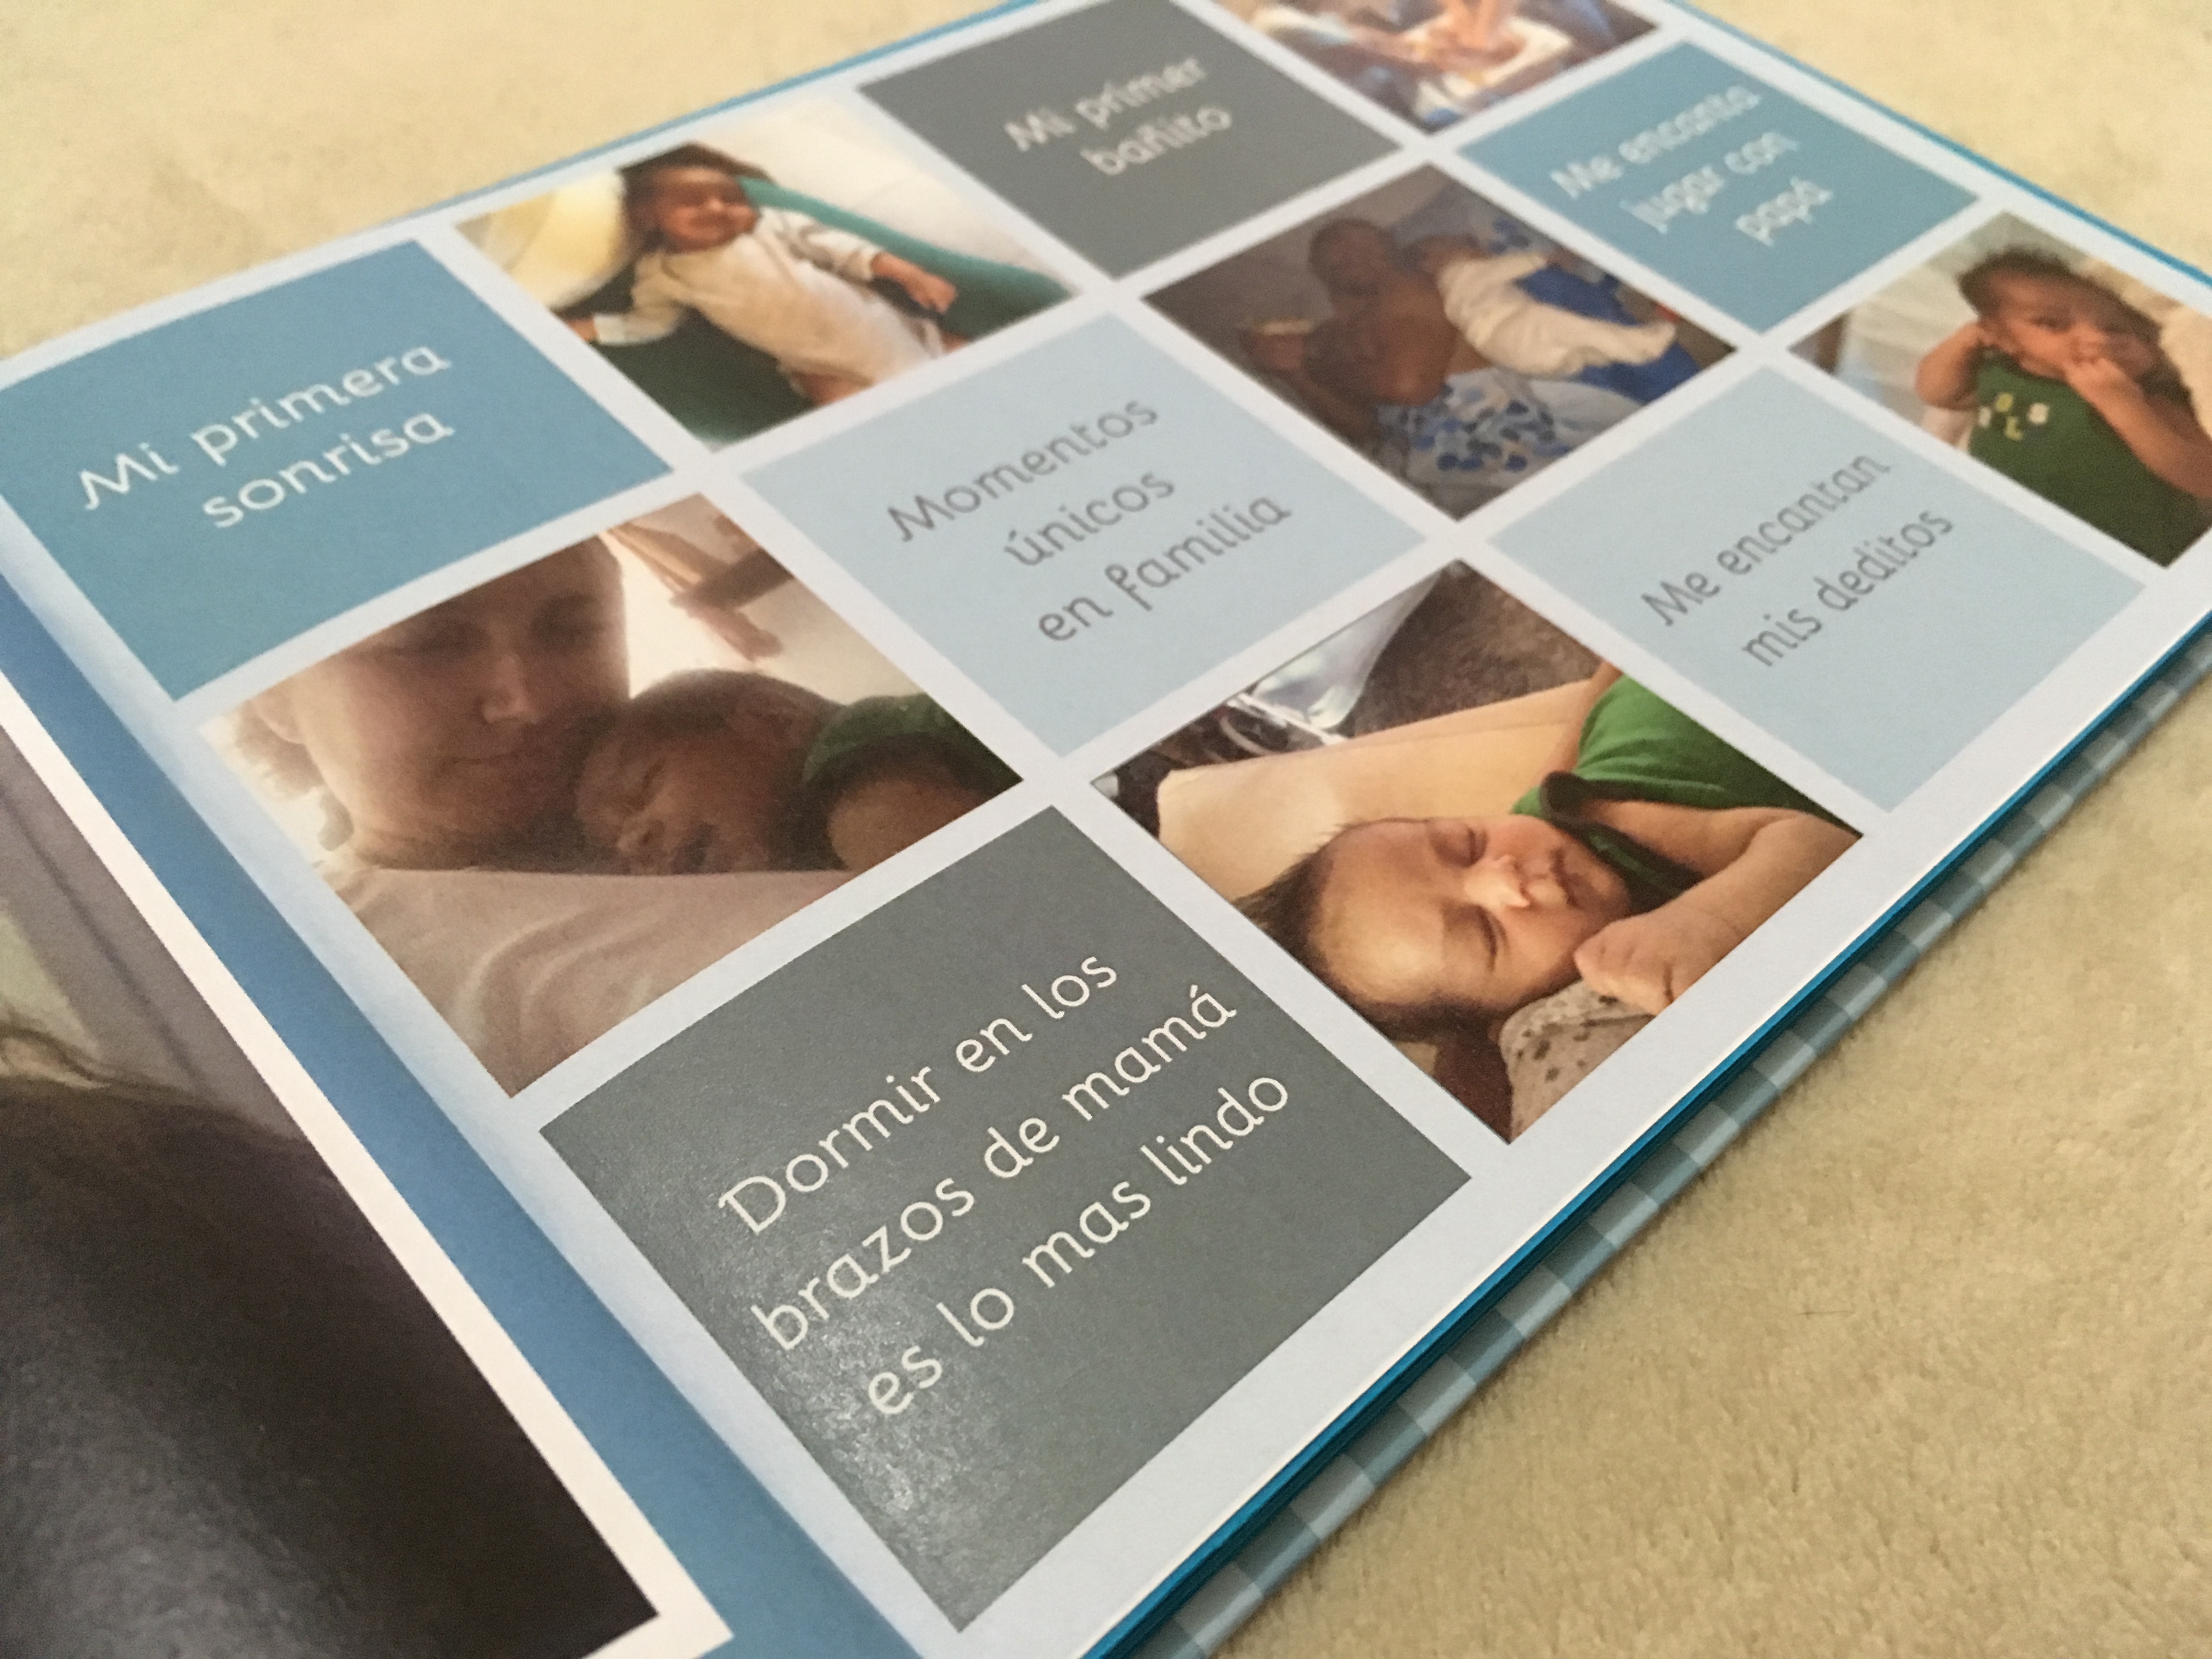 Mi primera
sonrisa
Mi primer
bañito
Momentos
únicos
en familia
Me encanta
jugar con
papá
Dormir en los
brazos de mamá
es lo mas lindo
Me encantan
mis deditos